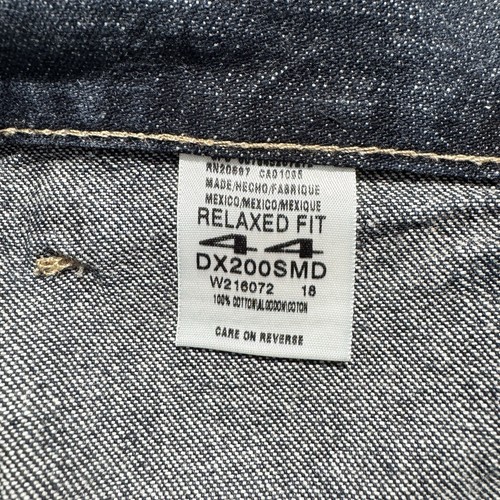 RN20697 CA01095
MADE/HECHO/FABRIQUE
MEXICO/MEXICO/MEXIQUE
RELAXED FIT
44
DX200SMD
W216072 18
100% COTTON\ALGODON\COTON
CARE ON REVERSE